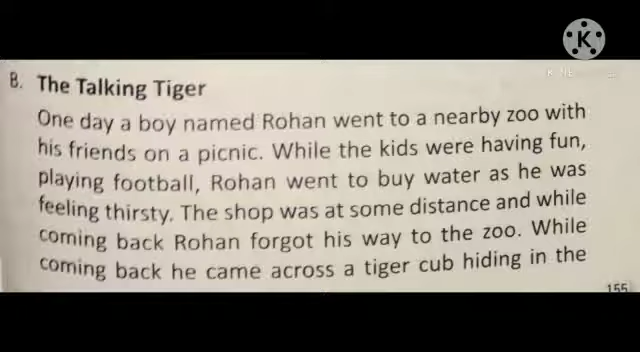 K
B. The Talking Tiger
One day a boy named Rohan went to a nearby zoo with
his friends on a picnic. While the kids were having fun,
playing football, Rohan went to buy water as he was
feeling thirsty. The shop was at some distance and while
coming back Rohan forgot his way to the zoo. While
coming back he came across a tiger cub hiding in the
155